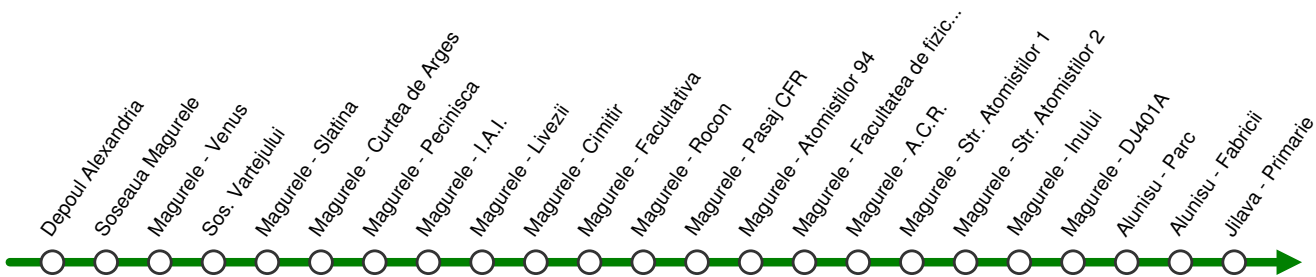 Depoul Alexandria
Soseaua Magurele
Magurele - Venus
Sos. Vartejului
Magurele - Slatina
Magurele - Curtea de Arges
Magurele - Pecinisca
Magurele - I.A.I.
Magurele - Livezii
Magurele - Cimitir
Magurele - Facultativa
Magurele - Rocon
Magurele - Pasaj CFR
Magurele - Atomistilor 94
Magurele - Facultatea de fizic...
Magurele - A.C.R.
Magurele - Str. Atomistilor 1
Magurele - Str. Atomistilor 2
Magurele - Inului
Magurele - DJ401A
Alunisu - Parc
Alunisu - Fabricii
Jilava - Primarie